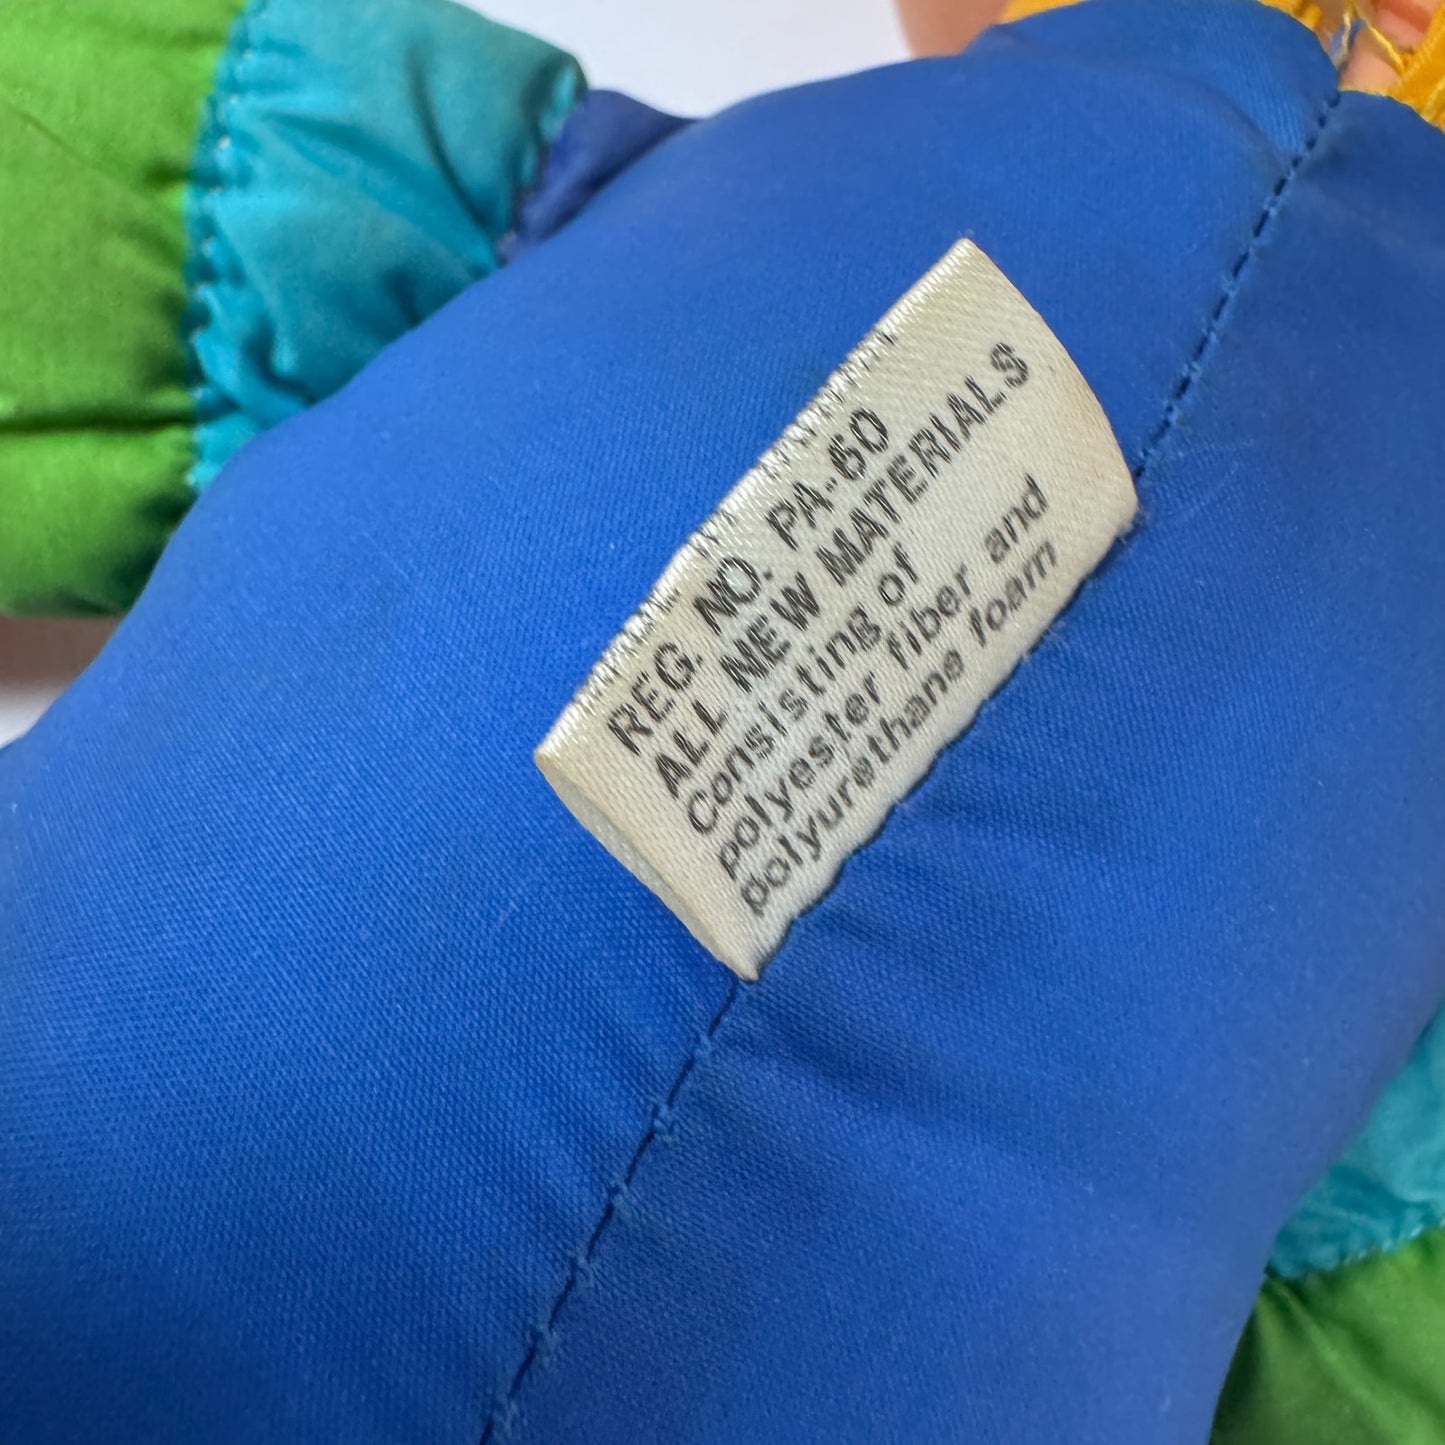 REG. NO. PA-60
ALL NEW MATERIALS
Consisting of
polyester fiber and
polyurethane foam